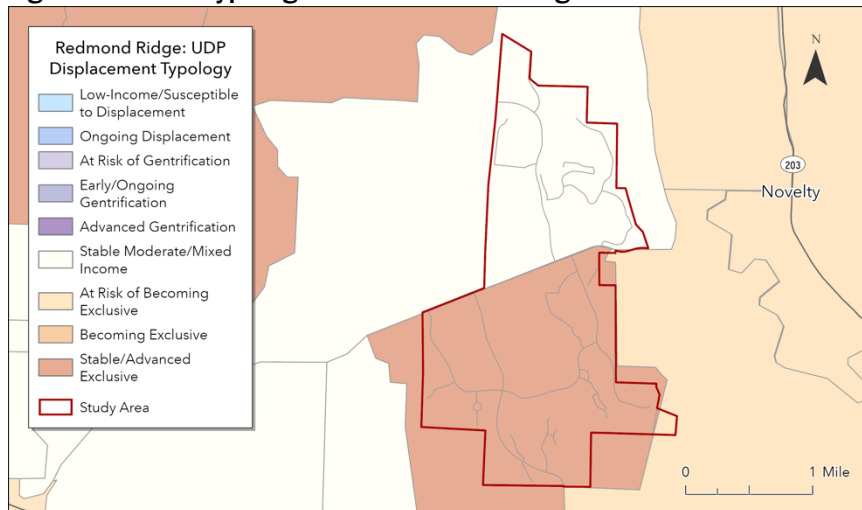 Redmond Ridge: UDP
Displacement Typology
Low-Income/Susceptible
to Displacement
Ongoing Displacement
At Risk of Gentrification
Early/Ongoing
Gentrification
Advanced Gentrification
Stable Moderate/Mixed
Income
At Risk of Becoming
Exclusive
Becoming Exclusive
Stable/Advanced
Exclusive
Study Area
N
203
Novelty
0 1 Mile